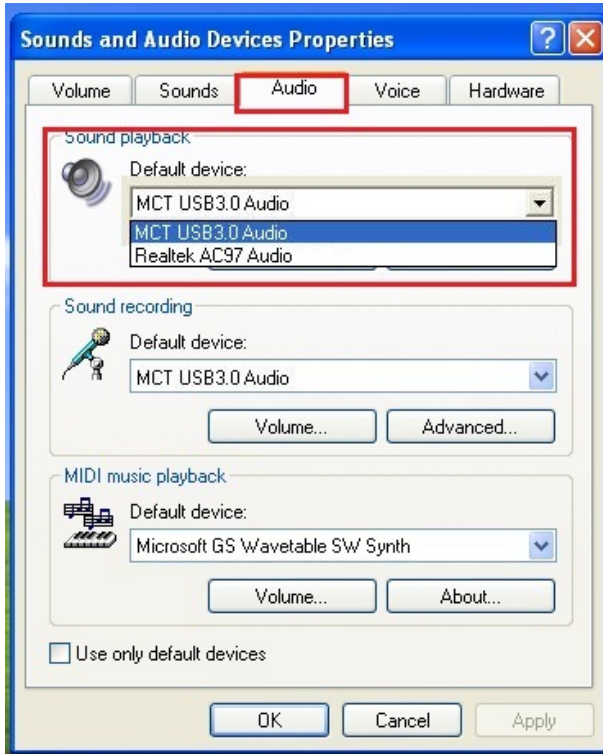 Sounds and Audio Devices Properties
Volume Sounds Audio Voice Hardware
Sound playback
Default device:
MCT USB3.0 Audio
MCT USB3.0 Audio
Realtek AC97 Audio
Sound recording
Default device:
MCT USB3.0 Audio
Volume... Advanced...
MIDI music playback
Default device:
Microsoft GS Wavetable SW Synth
Volume... About...
Use only default devices
OK Cancel Apply